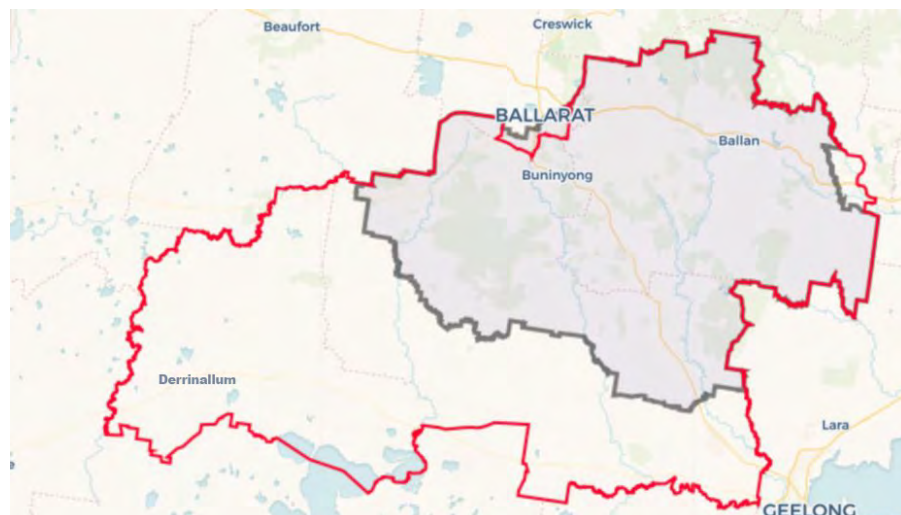 Beaufort
Creswick
BALLARAT
Ballan
Buninyong
Derrinallum
Lara
GEELONG